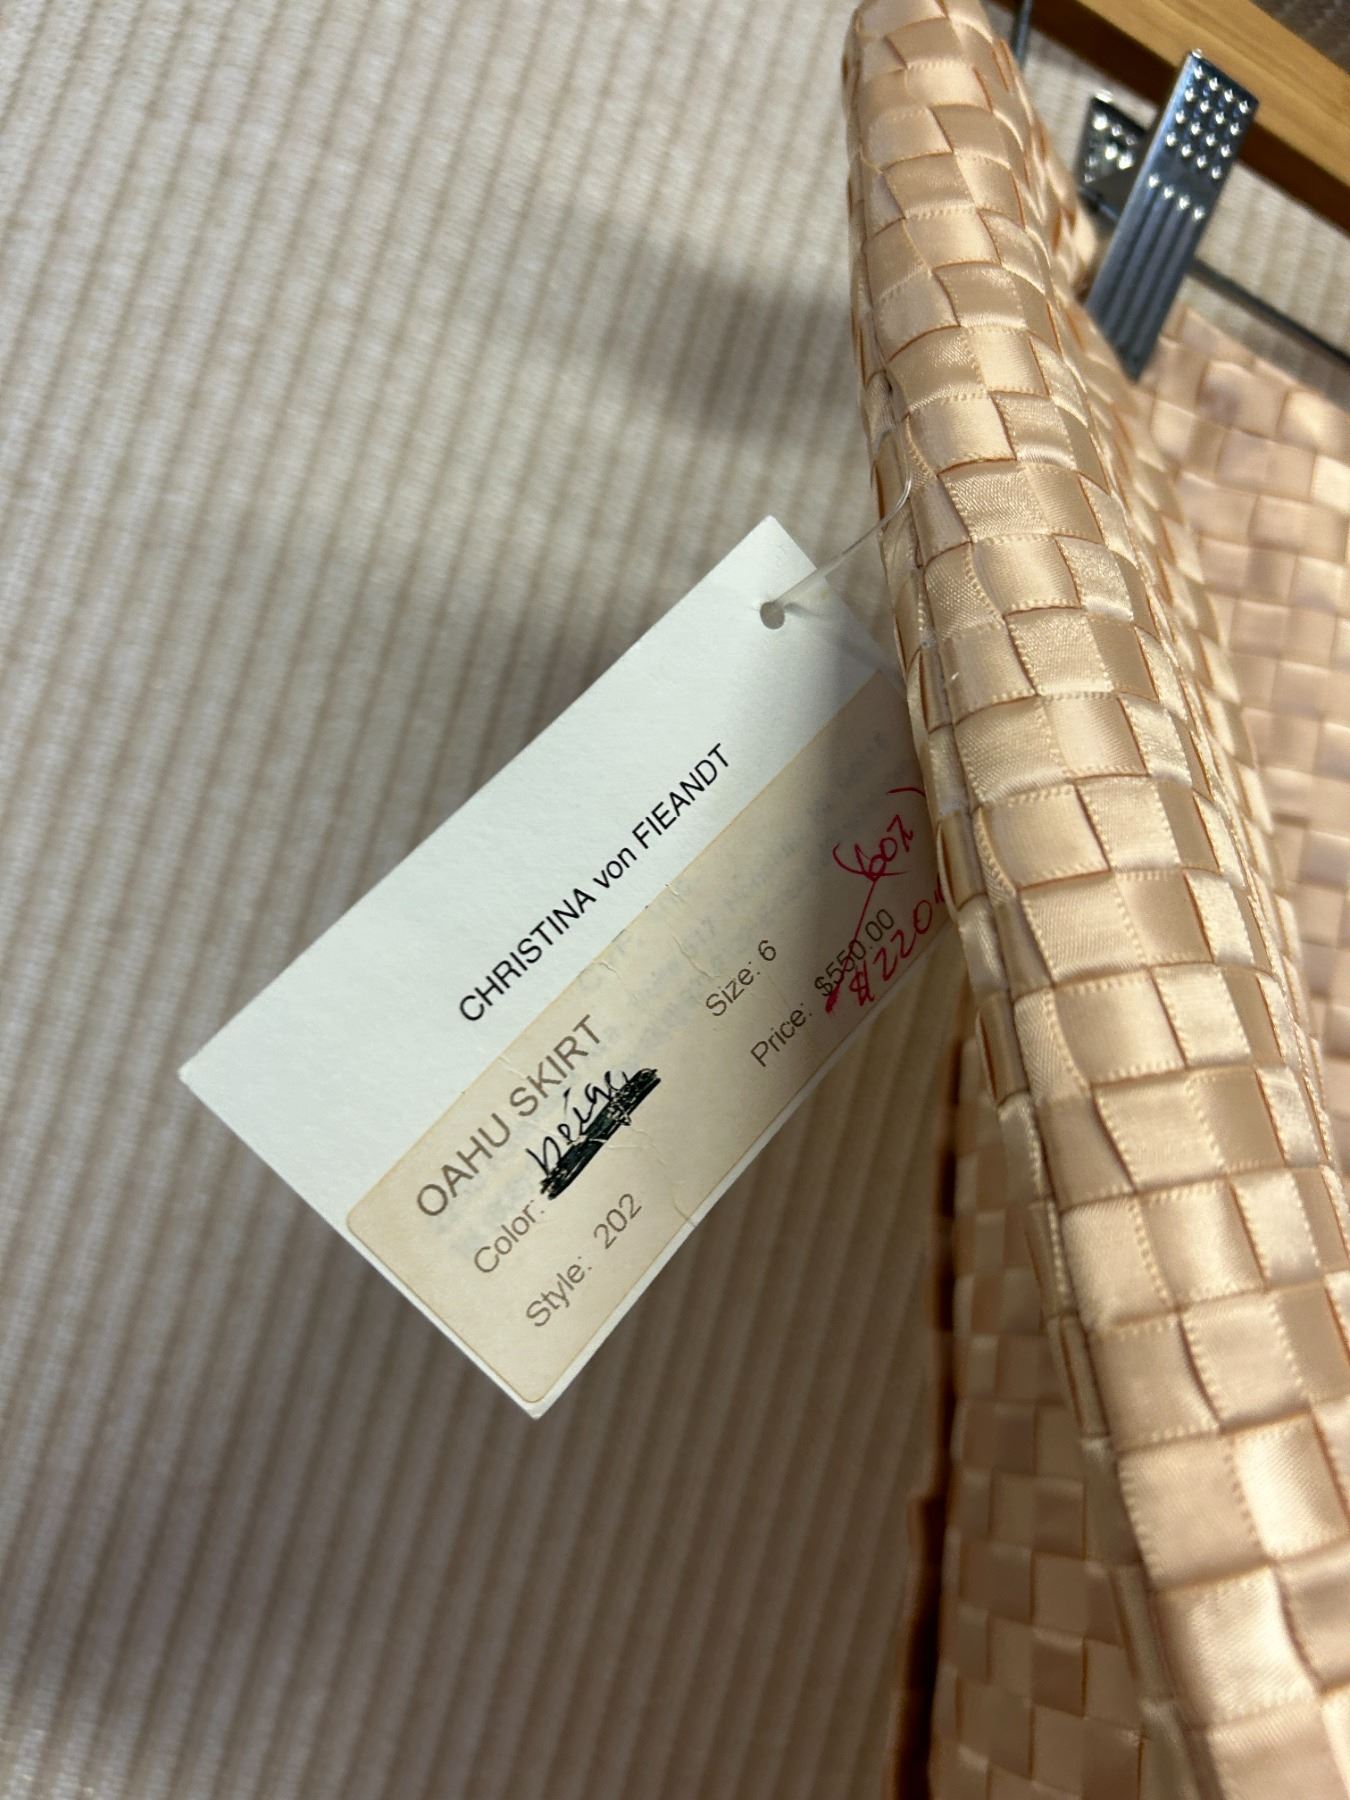 CHRISTINA von FIEANDT
OAHU SKIRT
Color: beige
Size: 6
(60%)
Style: 202
Price: $550.00
$220